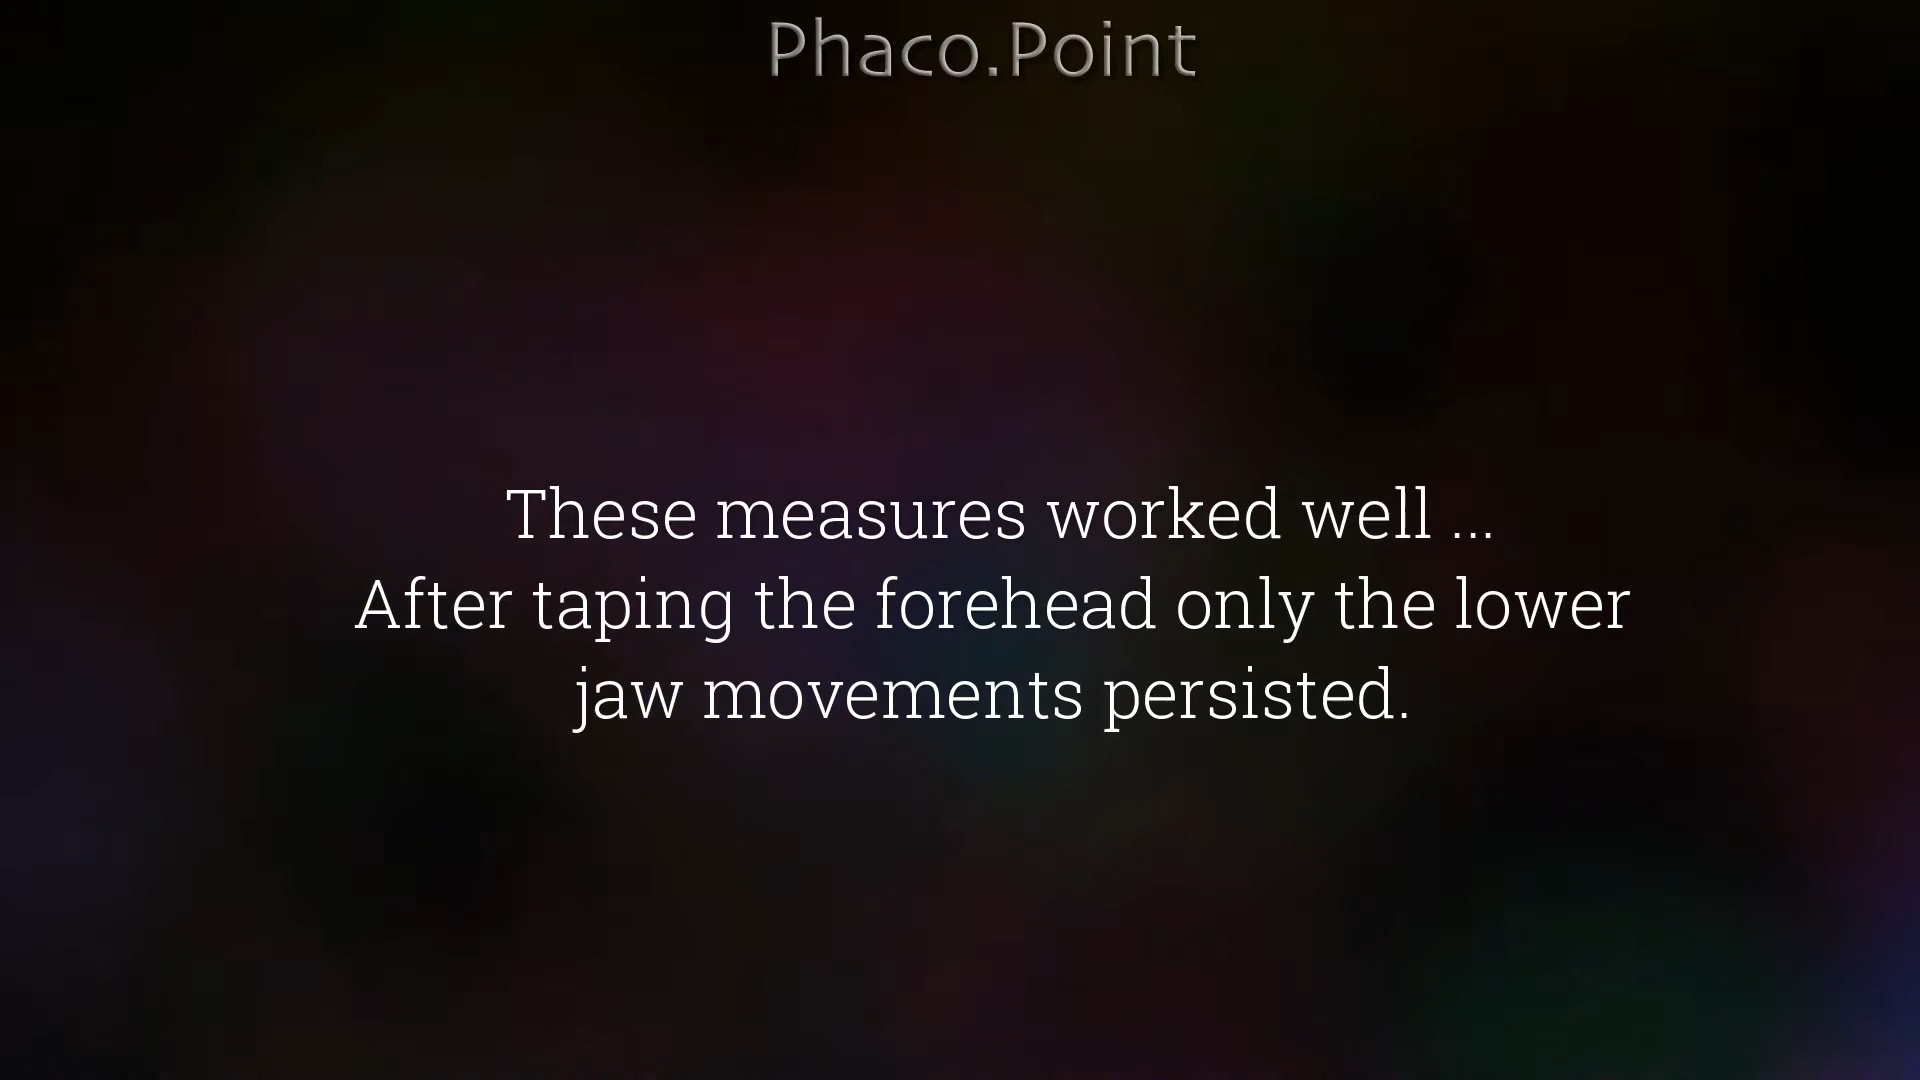 Phaco.Point
These measures worked well ...
After taping the forehead only the lower
jaw movements persisted.